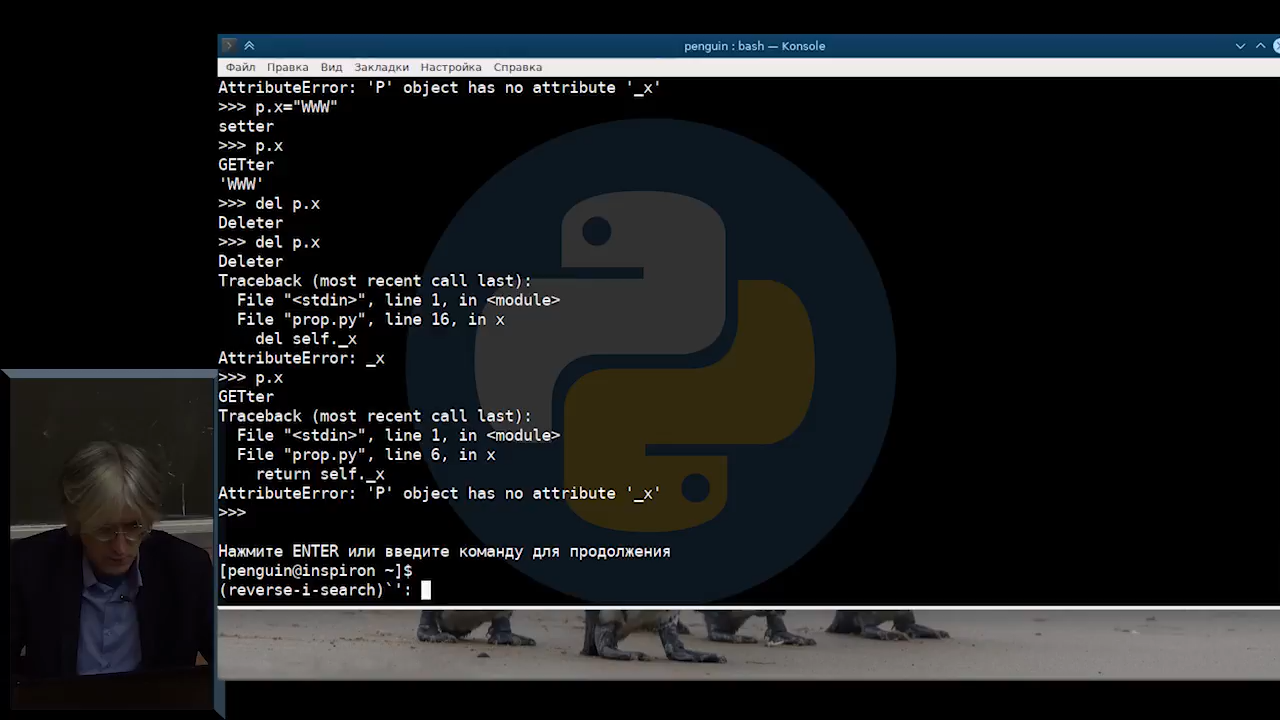 penguin : bash — Konsole
Файл Правка Вид Закладки Настройка Справка
AttributeError: 'P' object has no attribute '_x'
>>> p.x="WWW"
setter
>>> p.x
GETter
'WWW'
>>> del p.x
Deleter
>>> del p.x
Deleter
Traceback (most recent call last):
  File "<stdin>", line 1, in <module>
  File "prop.py", line 16, in x
    del self._x
AttributeError: _x
>>> p.x
GETter
Traceback (most recent call last):
  File "<stdin>", line 1, in <module>
  File "prop.py", line 6, in x
    return self._x
AttributeError: 'P' object has no attribute '_x'
>>>
Нажмите ENTER или введите команду для продолжения
[penguin@inspiron ~]$
(reverse-i-search)`':